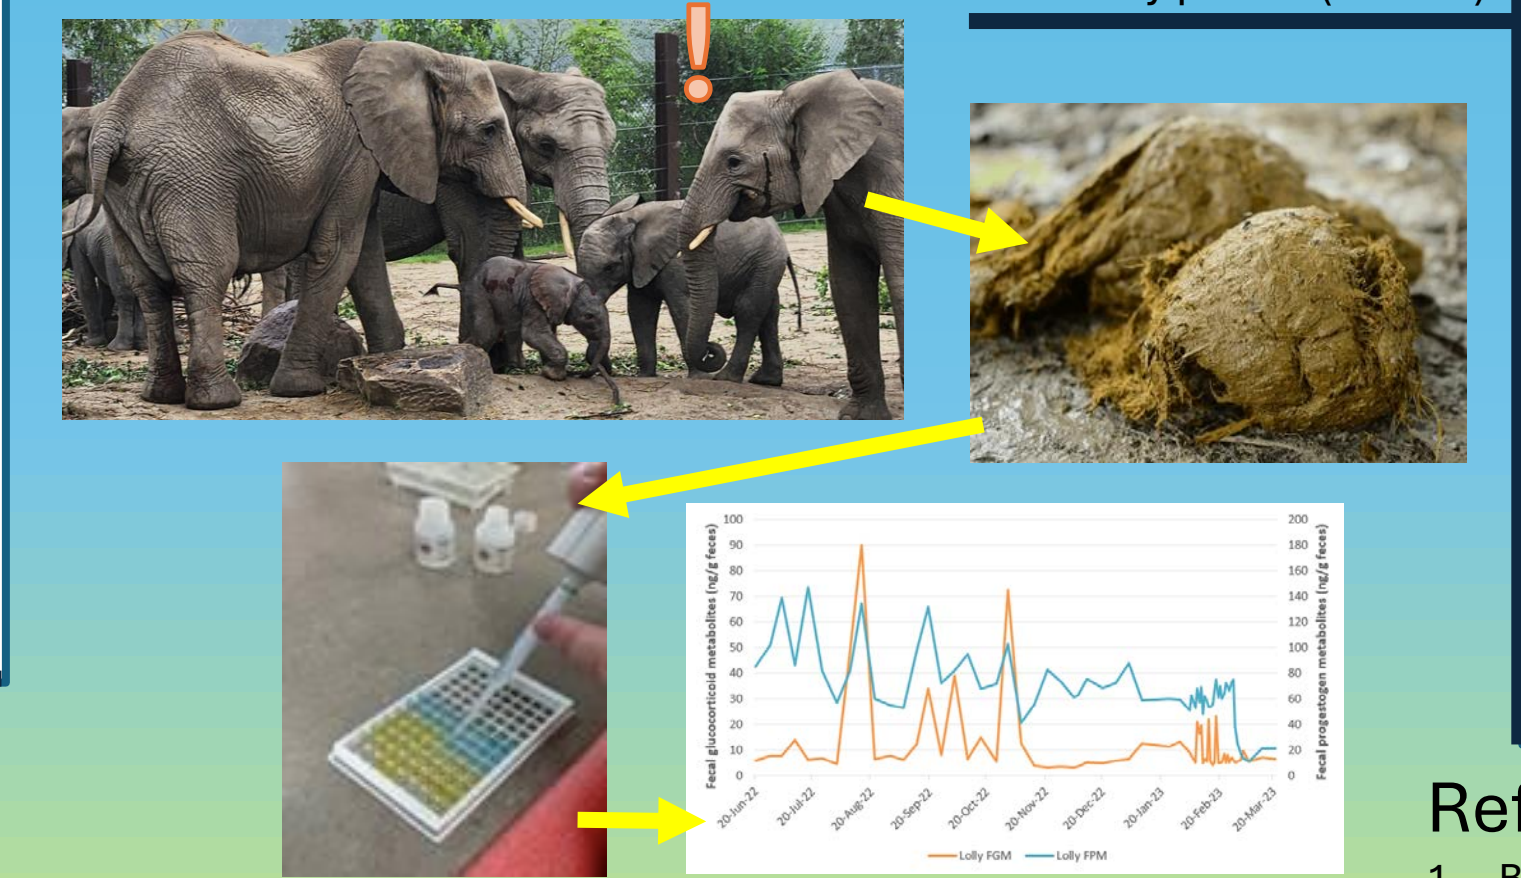 !
100
90
80
70
60
50
40
30
20
10
0
Fecal glucocorticoid metabolites (ng/g feces)
200
180
160
140
120
100
80
60
40
20
0
Fecal progestogen metabolites (ng/g feces)
20-Jun-22
20-Jul-22
20-Aug-22
20-Sep-22
20-Oct-22
20-Nov-22
20-Dec-22
20-Jan-23
20-Feb-23
20-Mar-23
Lolly FGM
Lolly FPM
Ref
1.